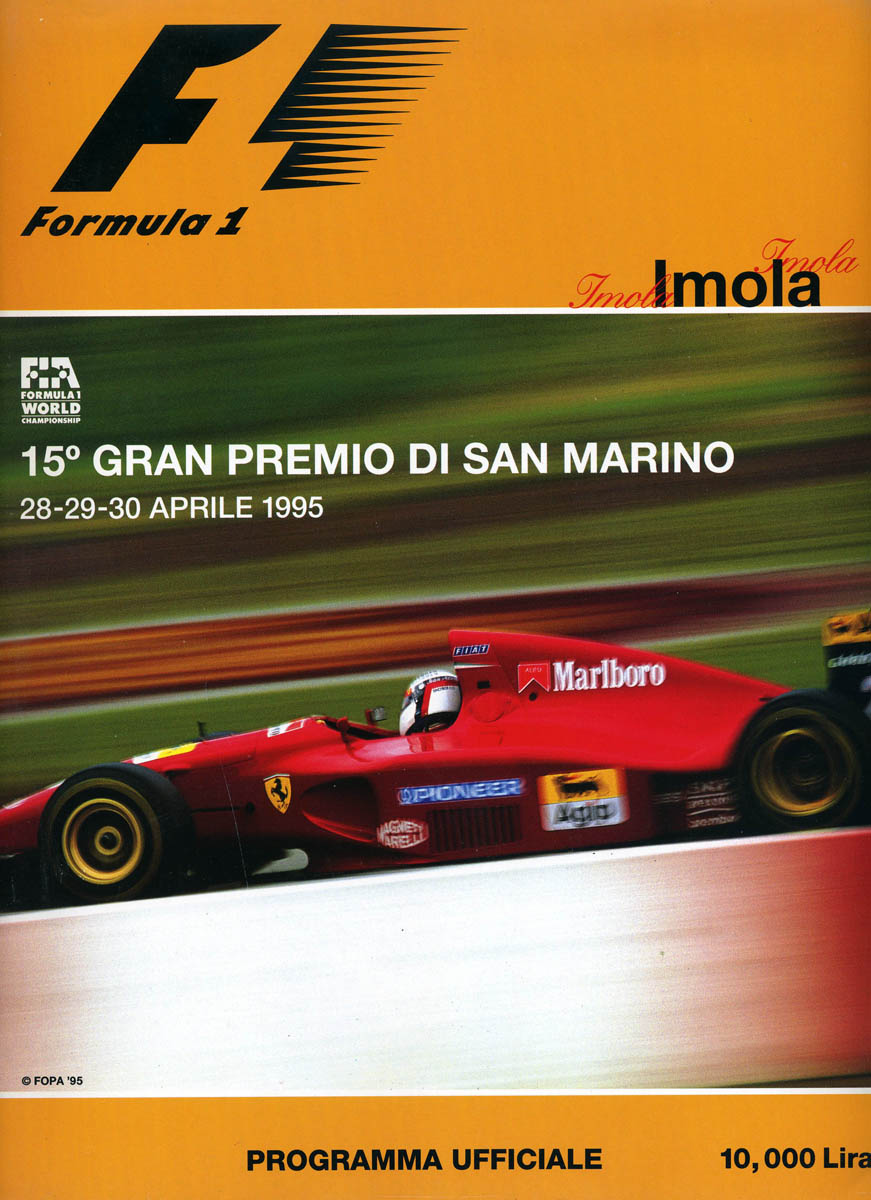 F1
Formula 1
Imola
Imola
Imola
FIA
FORMULA 1
WORLD
CHAMPIONSHIP
15º GRAN PREMIO DI SAN MARINO
28-29-30 APRILE 1995
FIAT
Marlboro
PIONEER
Agip
MAGNETI
MARELLI
© FOPA '95
PROGRAMMA UFFICIALE
10,000 Lira